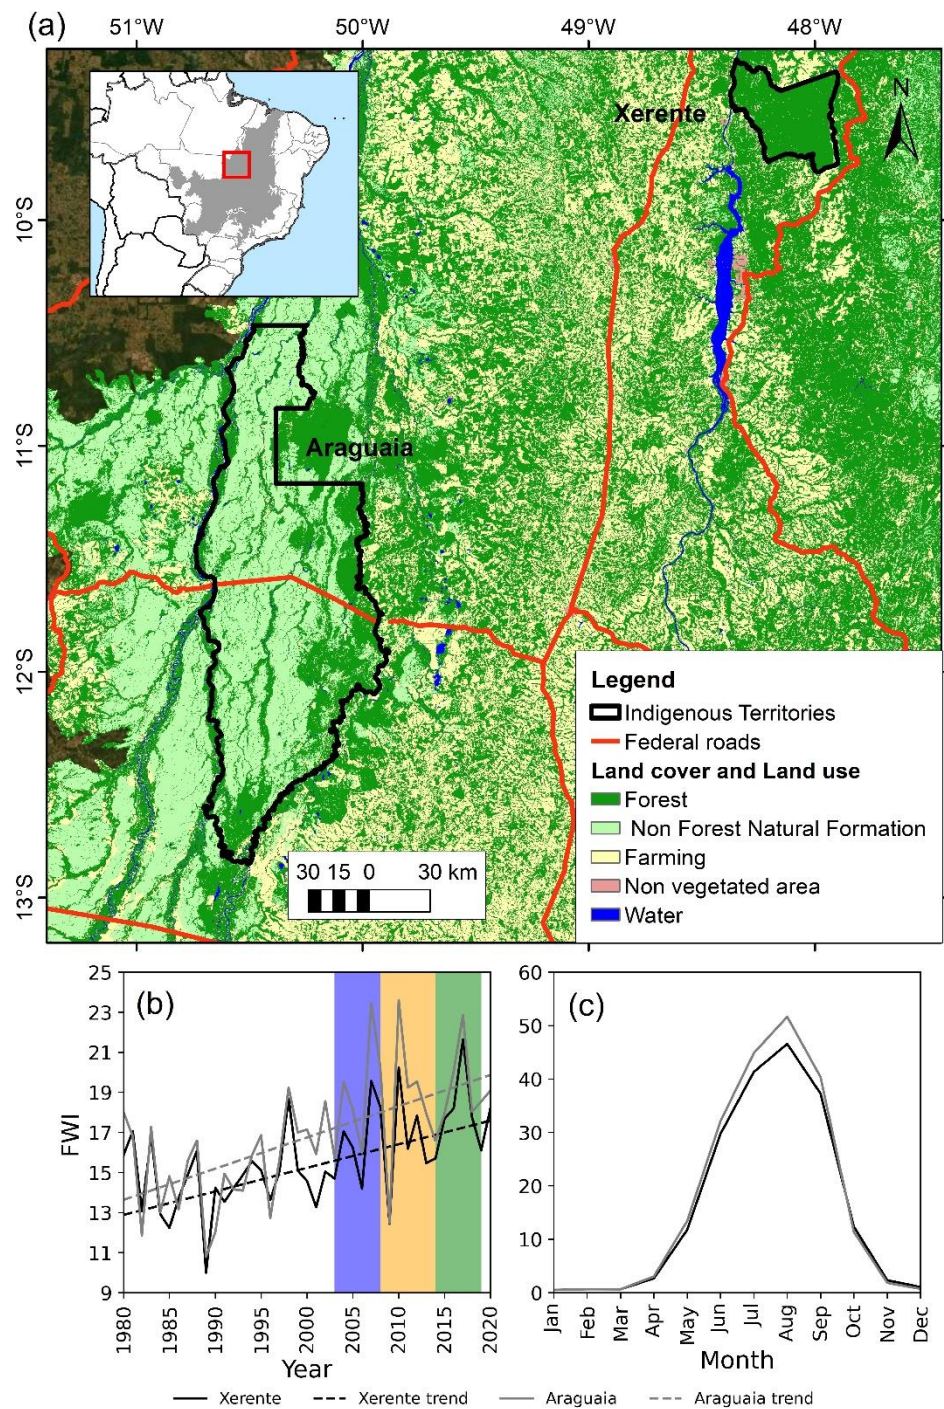 (a)
51°W 50°W 49°W 48°W
Xerente
N
10°S
Araguaia
11°S
12°S
13°S
Legend
Indigenous Territories
Federal roads
Land cover and Land use
Forest
Non Forest Natural Formation
Farming
Non vegetated area
Water
30 15 0 30 km
(b)
FWI
25
23
21
19
17
15
13
11
9
1980 1985 1990 1995 2000 2005 2010 2015 2020
Year
(c)
60
50
40
30
20
10
0
Jan Feb Mar Apr May Jun Jul Aug Sep Oct Nov Dec
Month
Xerente Xerente trend Araguaia Araguaia trend